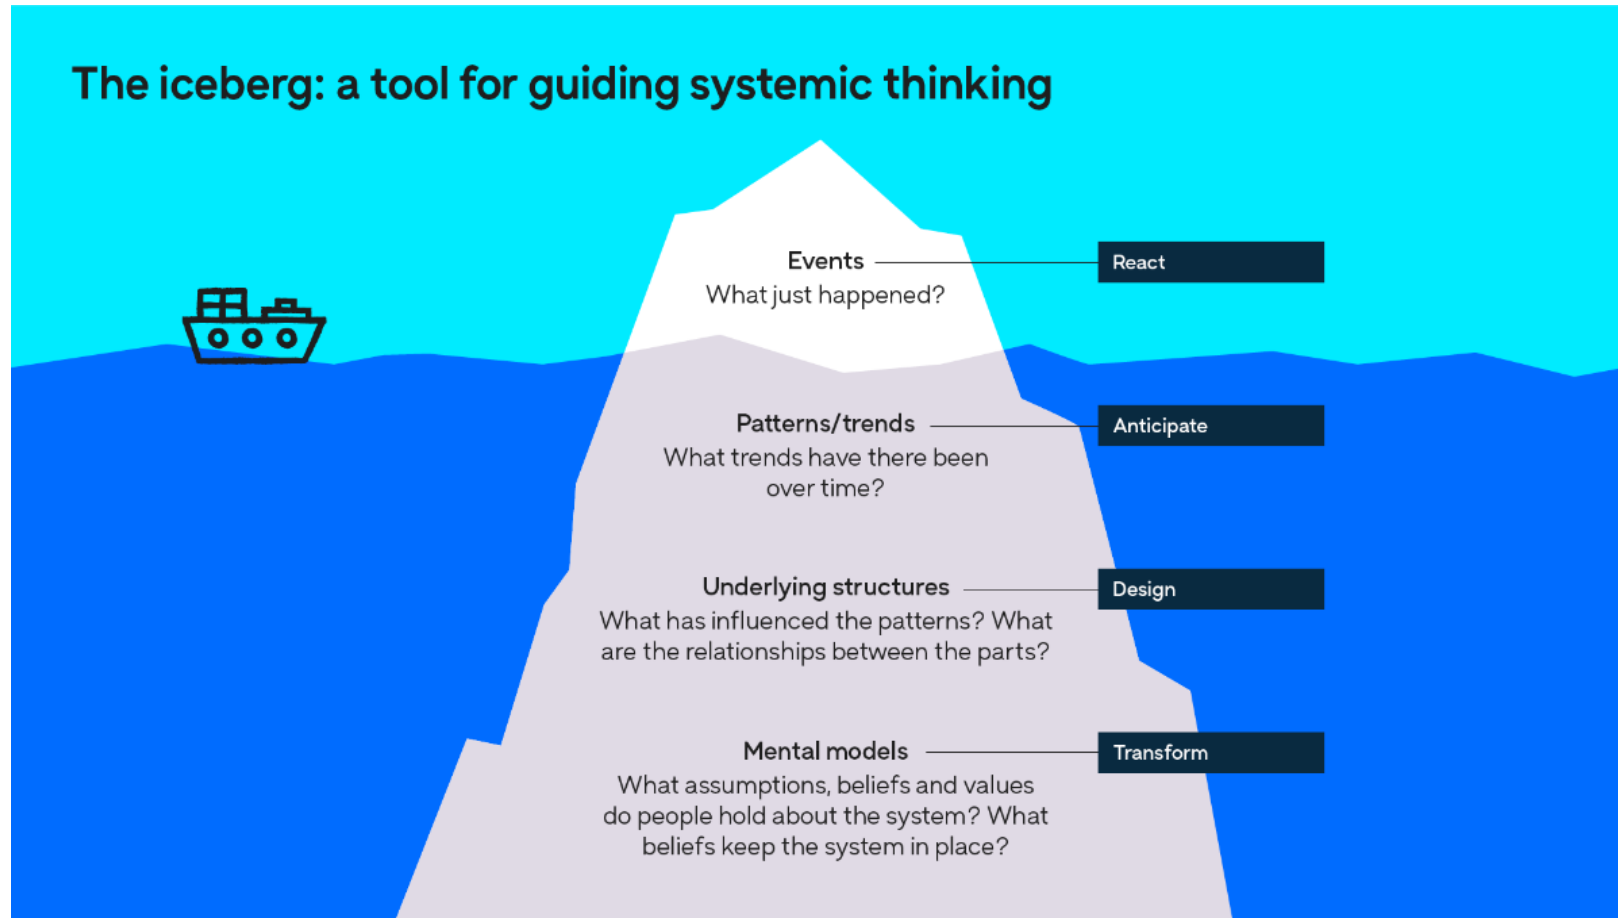 The iceberg: a tool for guiding systemic thinking
Events
React
What just happened?
Patterns/trends
Anticipate
What trends have there been
over time?
Underlying structures
Design
What has influenced the patterns? What
are the relationships between the parts?
Mental models
Transform
What assumptions, beliefs and values
do people hold about the system? What
beliefs keep the system in place?